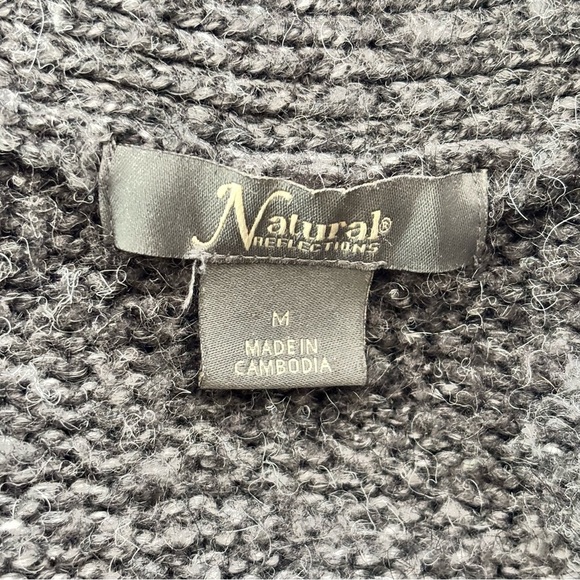 Natural®
REFLECTIONS
M
MADE IN
CAMBODIA